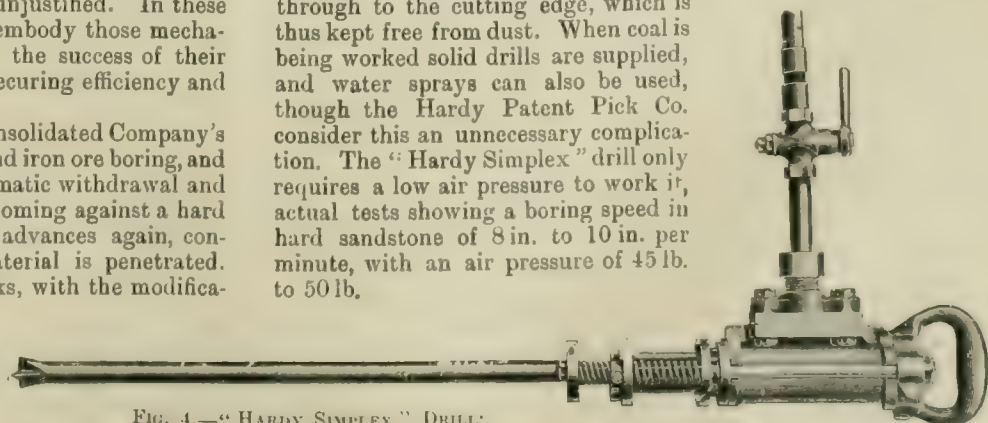 unjustified. In these
embody those mecha-
the success of their
ecuring efficiency and
nsolidated Company's
nd iron ore boring, and
matic withdrawal and
oming against a hard
advances again, con-
aterial is penetrated.
ks, with the modifica-
through to the cutting edge, which is
thus kept free from dust. When coal is
being worked solid drills are supplied,
and water sprays can also be used,
though the Hardy Patent Pick Co.
consider this an unnecessary complica-
tion. The "Hardy Simplex" drill only
requires a low air pressure to work it,
actual tests showing a boring speed in
hard sandstone of 8 in. to 10 in. per
minute, with an air pressure of 45 lb.
to 50 lb.
FIG. 4.—"HARDY SIMPLEX" DRILL.